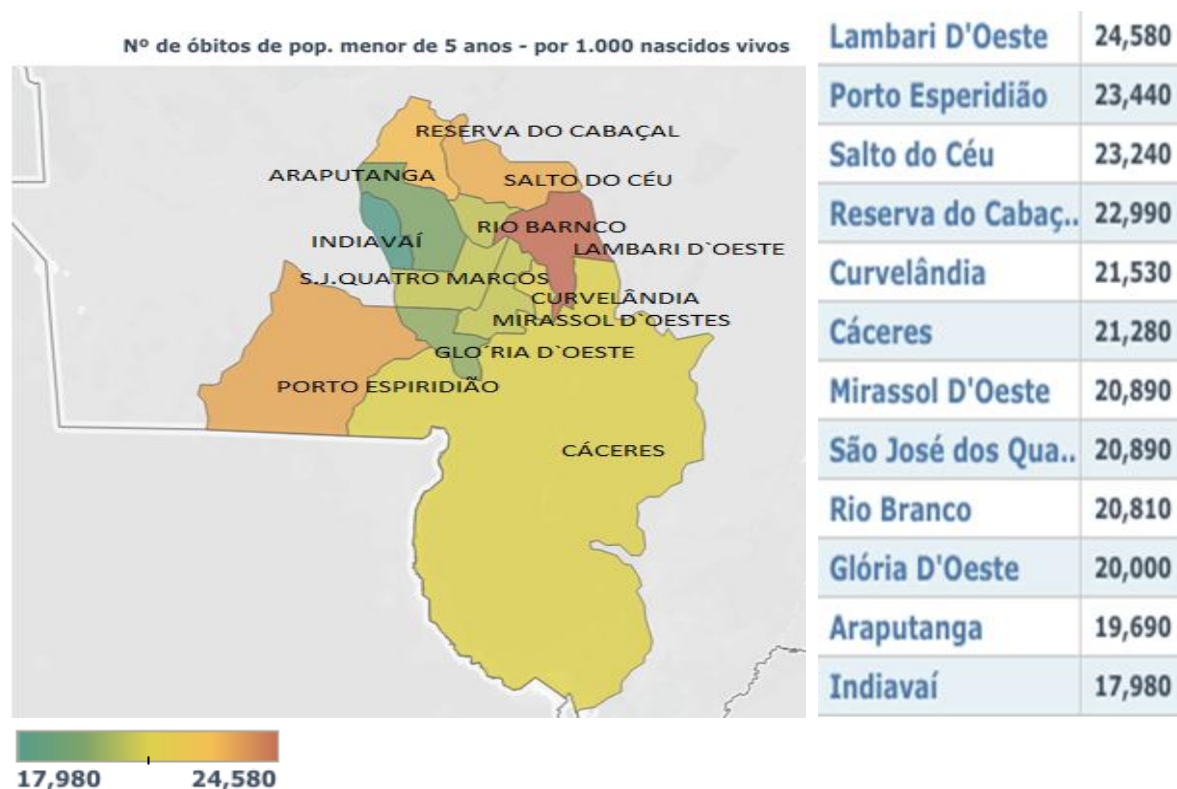 Nº de óbitos de pop. menor de 5 anos - por 1.000 nascidos vivos
RESERVA DO CABAÇAL
ARAPUTANGA
SALTO DO CÉU
RIO BARNCO
INDIAVAÍ
LAMBARI D`OESTE
S.J.QUATRO MARCOS
CURVELÂNDIA
MIRASSOL D`OESTES
GLO´RIA D`OESTE
PORTO ESPIRIDIÃO
CÁCERES
17,980 24,580
Lambari D'Oeste 24,580
Porto Esperidião 23,440
Salto do Céu 23,240
Reserva do Cabaç.. 22,990
Curvelândia 21,530
Cáceres 21,280
Mirassol D'Oeste 20,890
São José dos Qua.. 20,890
Rio Branco 20,810
Glória D'Oeste 20,000
Araputanga 19,690
Indiavaí 17,980